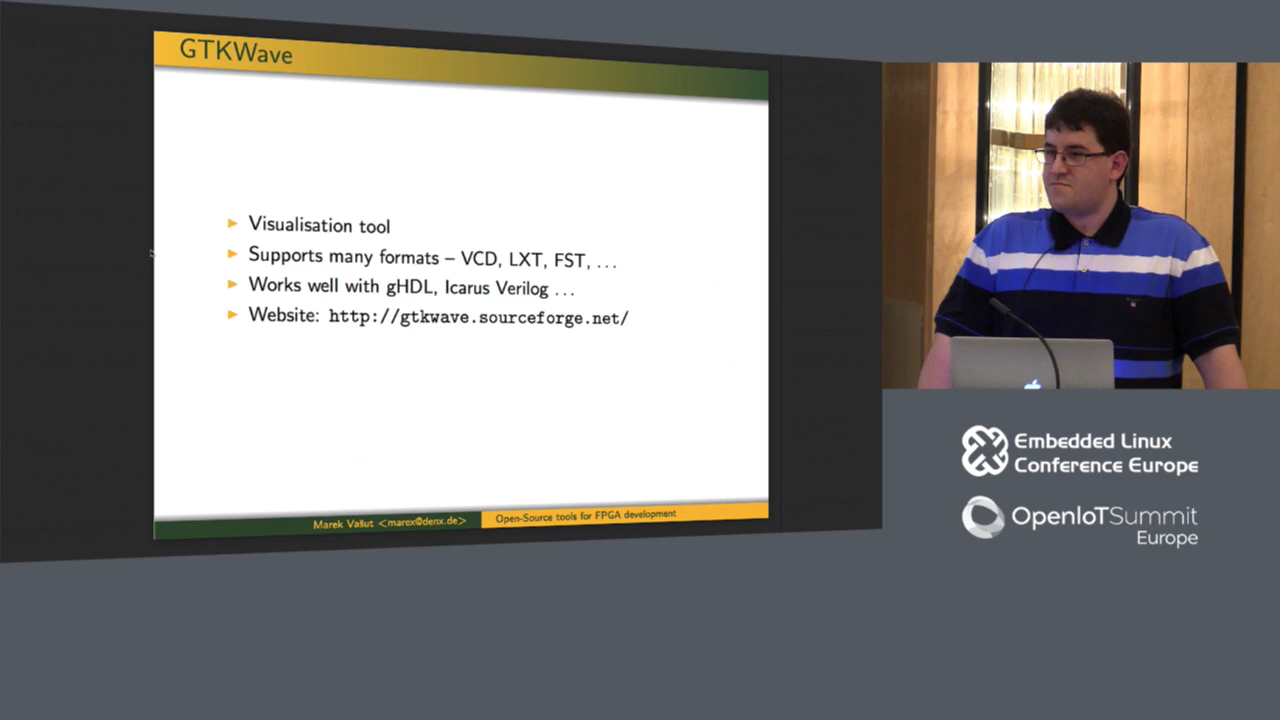 GTKWave
Visualisation tool
Supports many formats – VCD, LXT, FST, ...
Works well with gHDL, Icarus Verilog ...
Website: http://gtkwave.sourceforge.net/
Marek Vašut <marex@denx.de>
Open-Source tools for FPGA development
Embedded Linux
Conference Europe
OpenIoTSummit
Europe